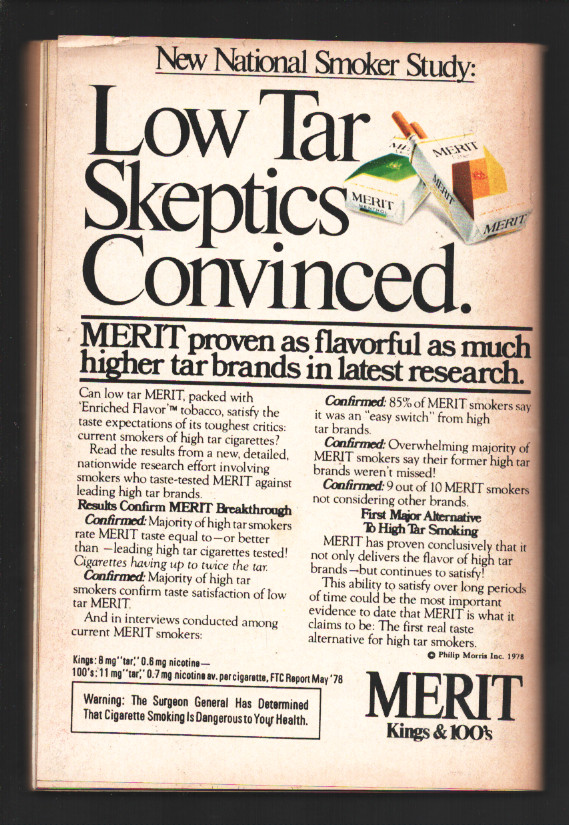 New National Smoker Study:
Low Tar
Skeptics
Convinced.
MERIT
MERIT
MERIT
MERIT
MENTHOL
MERIT
MERIT proven as flavorful as much
higher tar brands in latest research.
Can low tar MERIT, packed with
'Enriched Flavor'™ tobacco, satisfy the
taste expectations of its toughest critics:
current smokers of high tar cigarettes?
Read the results from a new, detailed,
nationwide research effort involving
smokers who taste-tested MERIT against
leading high tar brands.
Results Confirm MERIT Breakthrough
Confirmed: Majority of high tar smokers
rate MERIT taste equal to—or better
than—leading high tar cigarettes tested!
Cigarettes having up to twice the tar.
Confirmed: Majority of high tar
smokers confirm taste satisfaction of low
tar MERIT.
And in interviews conducted among
current MERIT smokers:
Confirmed: 85% of MERIT smokers say
it was an "easy switch" from high
tar brands.
Confirmed: Overwhelming majority of
MERIT smokers say their former high tar
brands weren't missed!
Confirmed: 9 out of 10 MERIT smokers
not considering other brands.
First Major Alternative
To High Tar Smoking
MERIT has proven conclusively that it
not only delivers the flavor of high tar
brands—but continues to satisfy!
This ability to satisfy over long periods
of time could be the most important
evidence to date that MERIT is what it
claims to be: The first real taste
alternative for high tar smokers.
© Philip Morris Inc. 1978
Kings: 8 mg "tar," 0.6 mg nicotine—
100's: 11 mg "tar," 0.7 mg nicotine av. per cigarette, FTC Report May '78
Warning: The Surgeon General Has Determined
That Cigarette Smoking Is Dangerous to Your Health.
MERIT
Kings & 100's